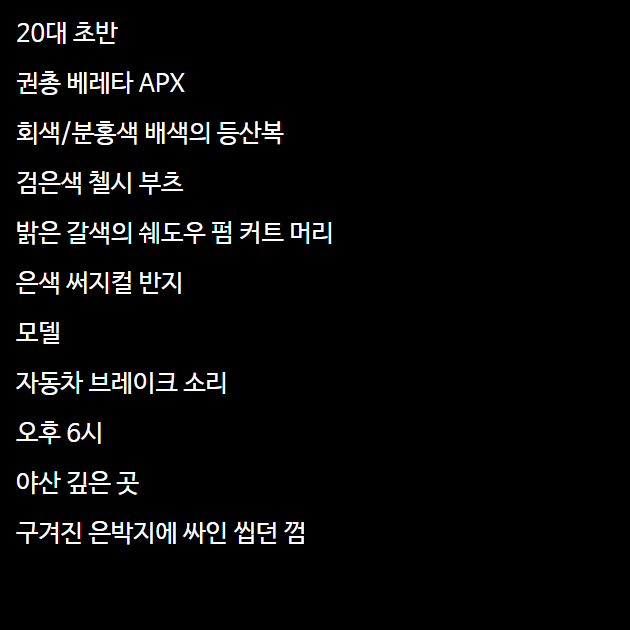 20대 초반
권총 베레타 APX
회색/분홍색 배색의 등산복
검은색 첼시 부츠
밝은 갈색의 쉐도우 펌 커트 머리
은색 써지컬 반지
모델
자동차 브레이크 소리
오후 6시
야산 깊은 곳
구겨진 은박지에 싸인 씹던 껌